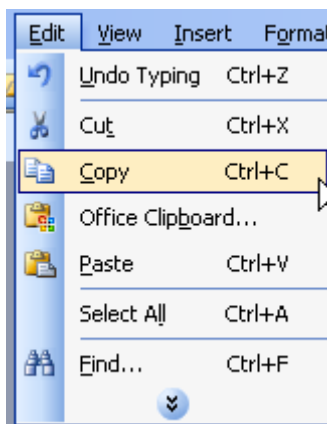 Edit View Insert Format
Undo Typing Ctrl+Z
Cut Ctrl+X
Copy Ctrl+C
Office Clipboard...
Paste Ctrl+V
Select All Ctrl+A
Find... Ctrl+F